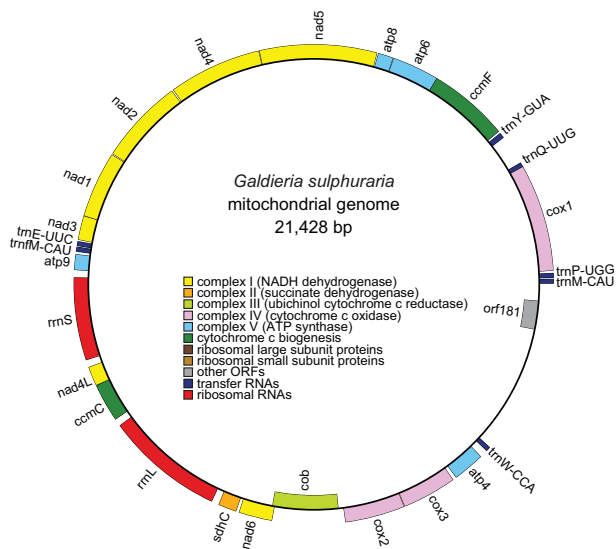 nad5
atp8
atp6
ccmF
trnY-GUA
trnQ-UUG
cox1
trnP-UGG
trnM-CAU
orf181
trnW-CCA
atp4
cox3
cox2
cob
nad6
sdhC
rrnL
ccmC
nad4L
rrnS
atp9
trnfM-CAU
trnE-UUC
nad3
nad1
nad2
nad4
Galdieria sulphuraria
mitochondrial genome
21,428 bp
complex I (NADH dehydrogenase)
complex II (succinate dehydrogenase)
complex III (ubichinol cytochrome c reductase)
complex IV (cytochrome c oxidase)
complex V (ATP synthase)
cytochrome c biogenesis
ribosomal large subunit proteins
ribosomal small subunit proteins
other ORFs
transfer RNAs
ribosomal RNAs